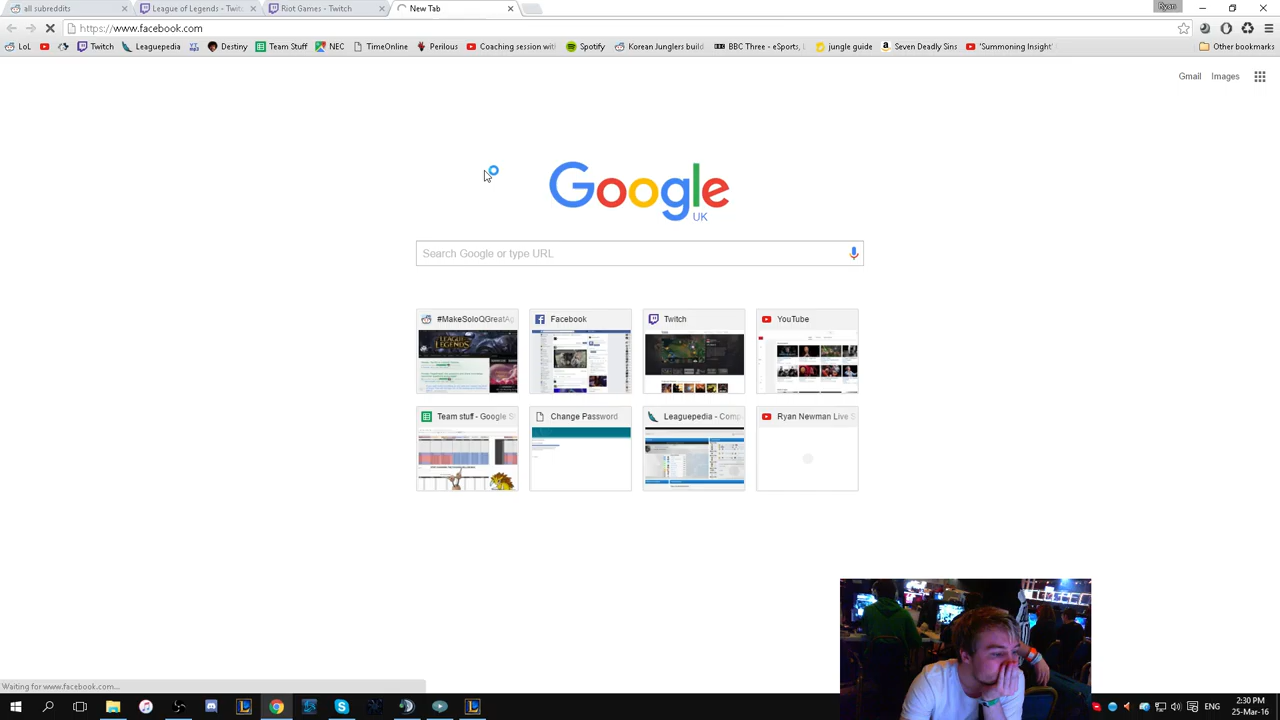 all subreddits
League of Legends - Twitc
Riot Games - Twitch
New Tab
Ryan
https://www.facebook.com
LoL
Twitch
Leaguepedia
Destiny
Team Stuff
NEC
TimeOnline
Perilous
Coaching session with
Spotify
Korean Junglers build
BBC Three - eSports, L
jungle guide
Seven Deadly Sins
'Summoning Insight'
Other bookmarks
Gmail
Images
Google
UK
Search Google or type URL
#MakeSoloQGreatAg
Facebook
Twitch
YouTube
Team stuff - Google S
Change Password
Leaguepedia - Comp
Ryan Newman Live S
Waiting for www.facebook.com...
ENG
2:30 PM
25-Mar-16